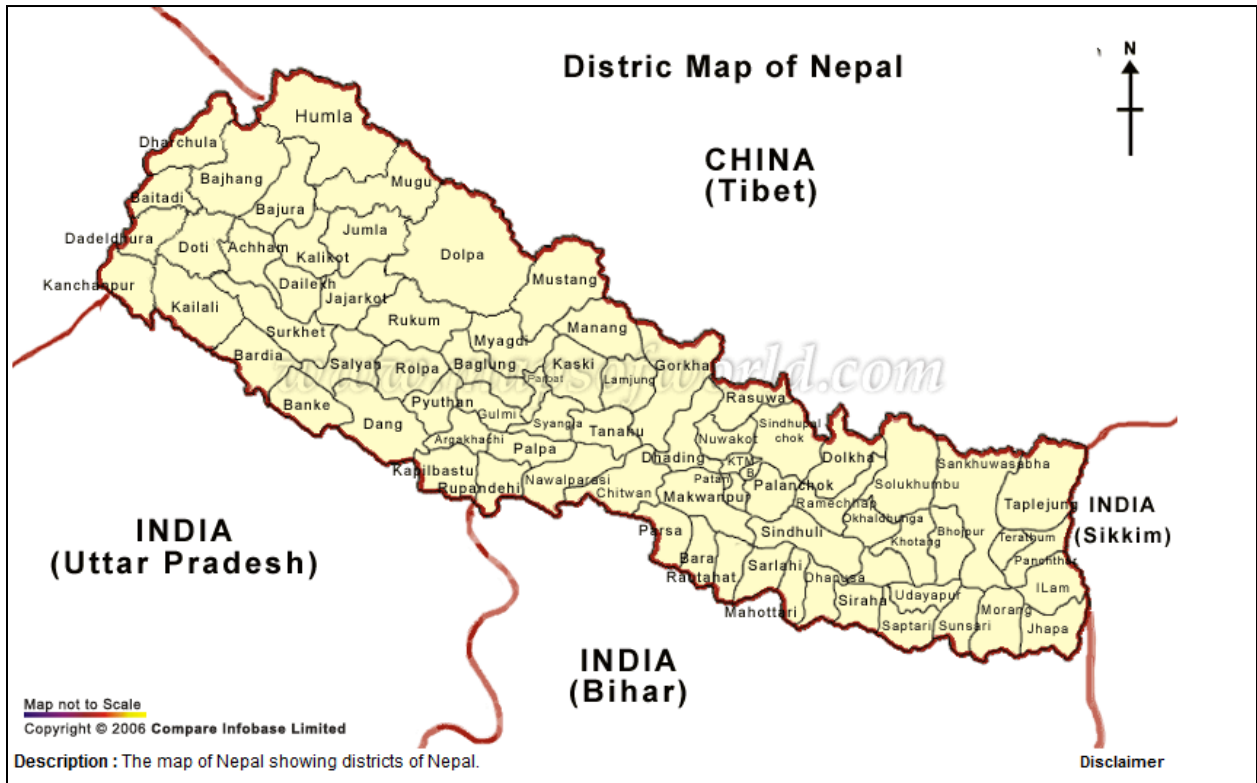 Distric Map of Nepal
N
CHINA
(Tibet)
Humla
Dharchula
Bajhang
Mugu
Baitadi
Bajura
Jumla
Dadeldhura
Doti
Achham
Kalikot
Dolpa
Kanchanpur
Dailekh
Jajarkot
Mustang
Kailali
Rukum
Surkhet
Manang
Myagdi
Bardia
Salyan
Rolpa
Baglung
Kaski
Gorkha
Parbat
Lamjung
www.mapsofworld.com
Banke
Pyuthan
Rasuwa
Dang
Gulmi
Syangla
Tanahu
Sindhupal
chok
Nuwakot
Argakhachi
Palpa
Dhading
KTM
B
Dolkha
Kapilbastu
Rupandehi
Nawalparasi
Chitwan
Patan
Makwanpur
Palanchok
Ramechhap
Solukhumbu
Sankhuwasabha
Taplejung
INDIA
(Sikkim)
Okhaldhunga
Parsa
Sindhuli
Khotang
Bhojpur
Terathum
Panchthar
Bara
Rautahat
Sarlahi
Dhanusa
Siraha
Udayapur
ILam
Mahottari
Saptari
Sunsari
Morang
Jhapa
INDIA
(Uttar Pradesh)
INDIA
(Bihar)
Map not to Scale
Copyright © 2006 Compare Infobase Limited
Description : The map of Nepal showing districts of Nepal.
Disclaimer